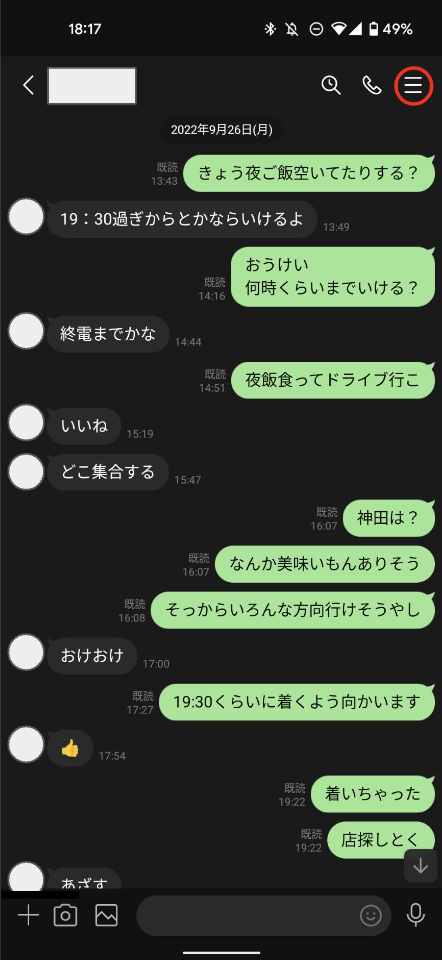 18:17
49%
2022年9月26日(月)
きょう夜ご飯空いてたりする？
既読
13:43
19：30過ぎからとかならいけるよ
13:49
おうけい
何時くらいまでいける？
既読
14:16
終電までかな
14:44
夜飯食ってドライブ行こ
既読
14:51
いいね
15:19
どこ集合する
15:47
神田は？
既読
16:07
なんか美味いもんありそう
既読
16:07
そっからいろんな方向行けそうやし
既読
16:08
おけおけ
17:00
19:30くらいに着くよう向かいます
既読
17:27
👍
17:54
着いちゃった
既読
19:22
店探しとく
既読
19:22
あざす